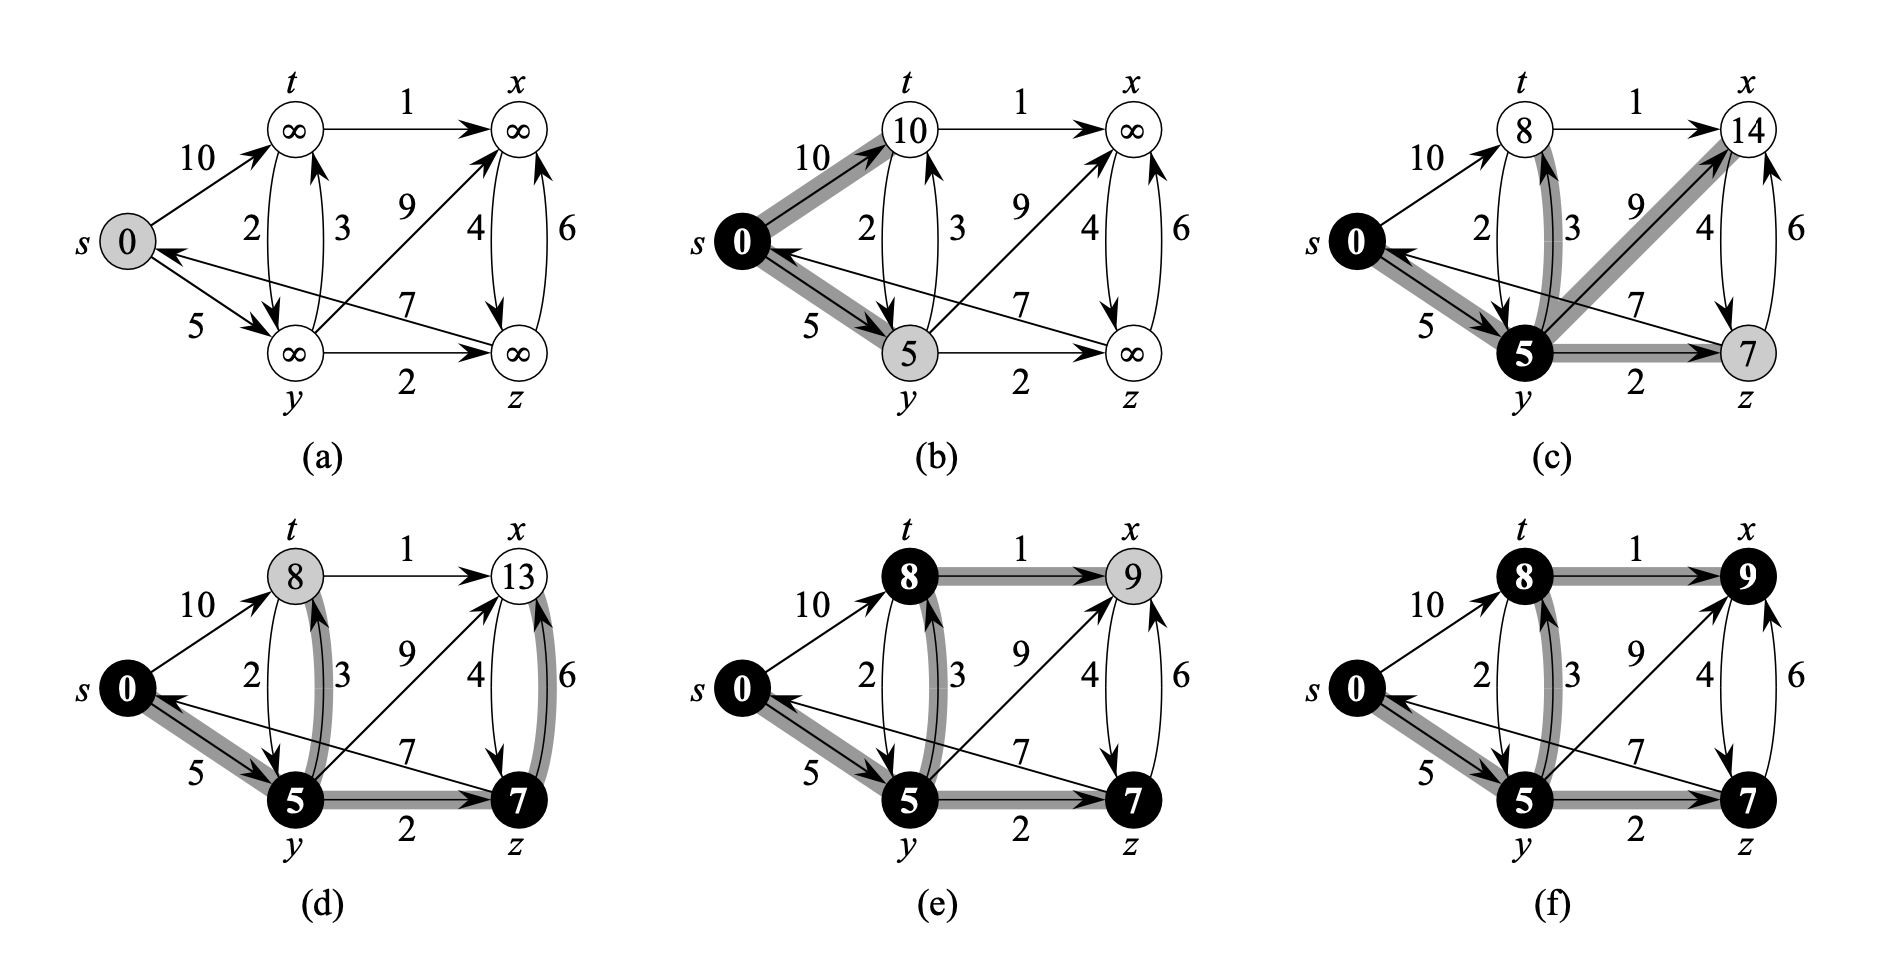 t x t x t x
∞ 1 ∞ 10 1 ∞ 8 1 14
10 10 10
s 0 2 3 9 4 6 s 0 2 3 9 4 6 s 0 2 3 9 4 6
5 7 5 7 5 7
∞ 2 ∞ 5 2 ∞ 5 2 7
y z y z y z
(a) (b) (c)
t x t x t x
8 1 13 8 1 9 8 1 9
10 10 10
s 0 2 3 9 4 6 s 0 2 3 9 4 6 s 0 2 3 9 4 6
5 7 5 7 5 7
5 2 7 5 2 7 5 2 7
y z y z y z
(d) (e) (f)